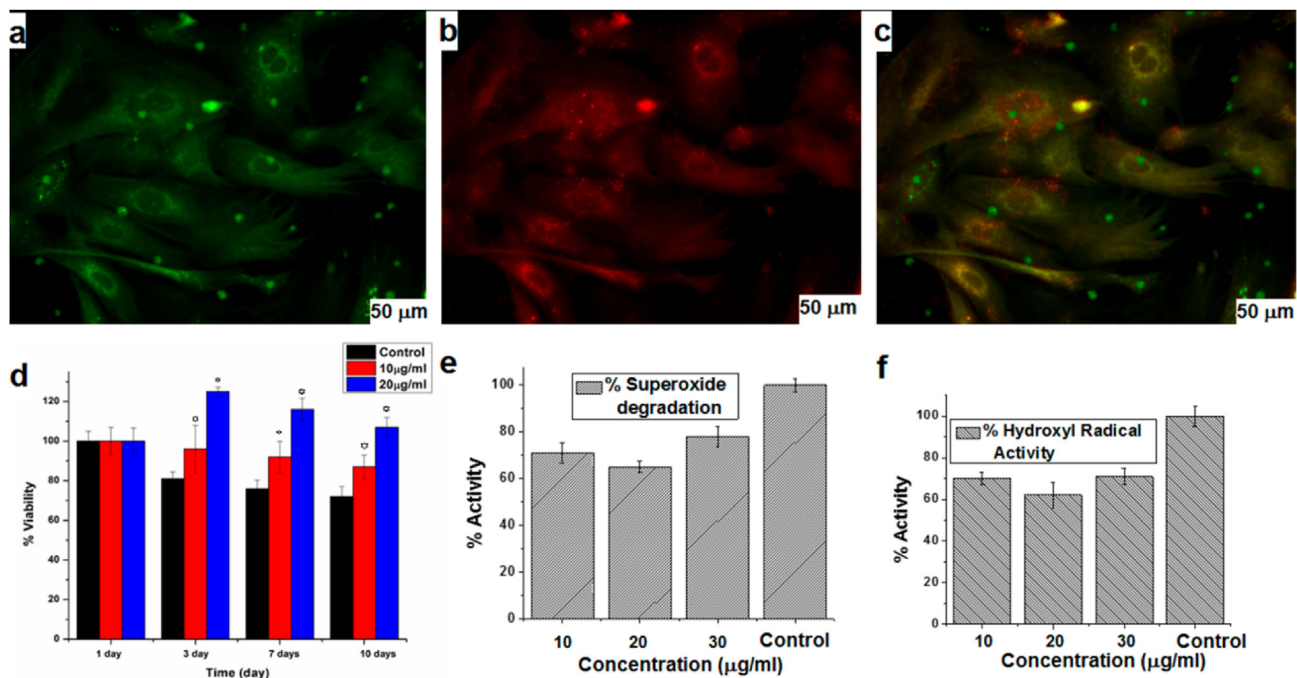 a
50 μm
b
50 μm
c
50 μm
d
Control
10μg/ml
20μg/ml
% Viability
120
100
80
60
40
20
0
1 day
3 day
7 days
10 days
Time (day)
e
% Superoxide
degradation
% Activity
100
80
60
40
20
0
10
20
30
Control
Concentration (μg/ml)
f
% Hydroxyl Radical
Activity
% Activity
100
80
60
40
20
0
10
20
30
Control
Concentration (μg/ml)